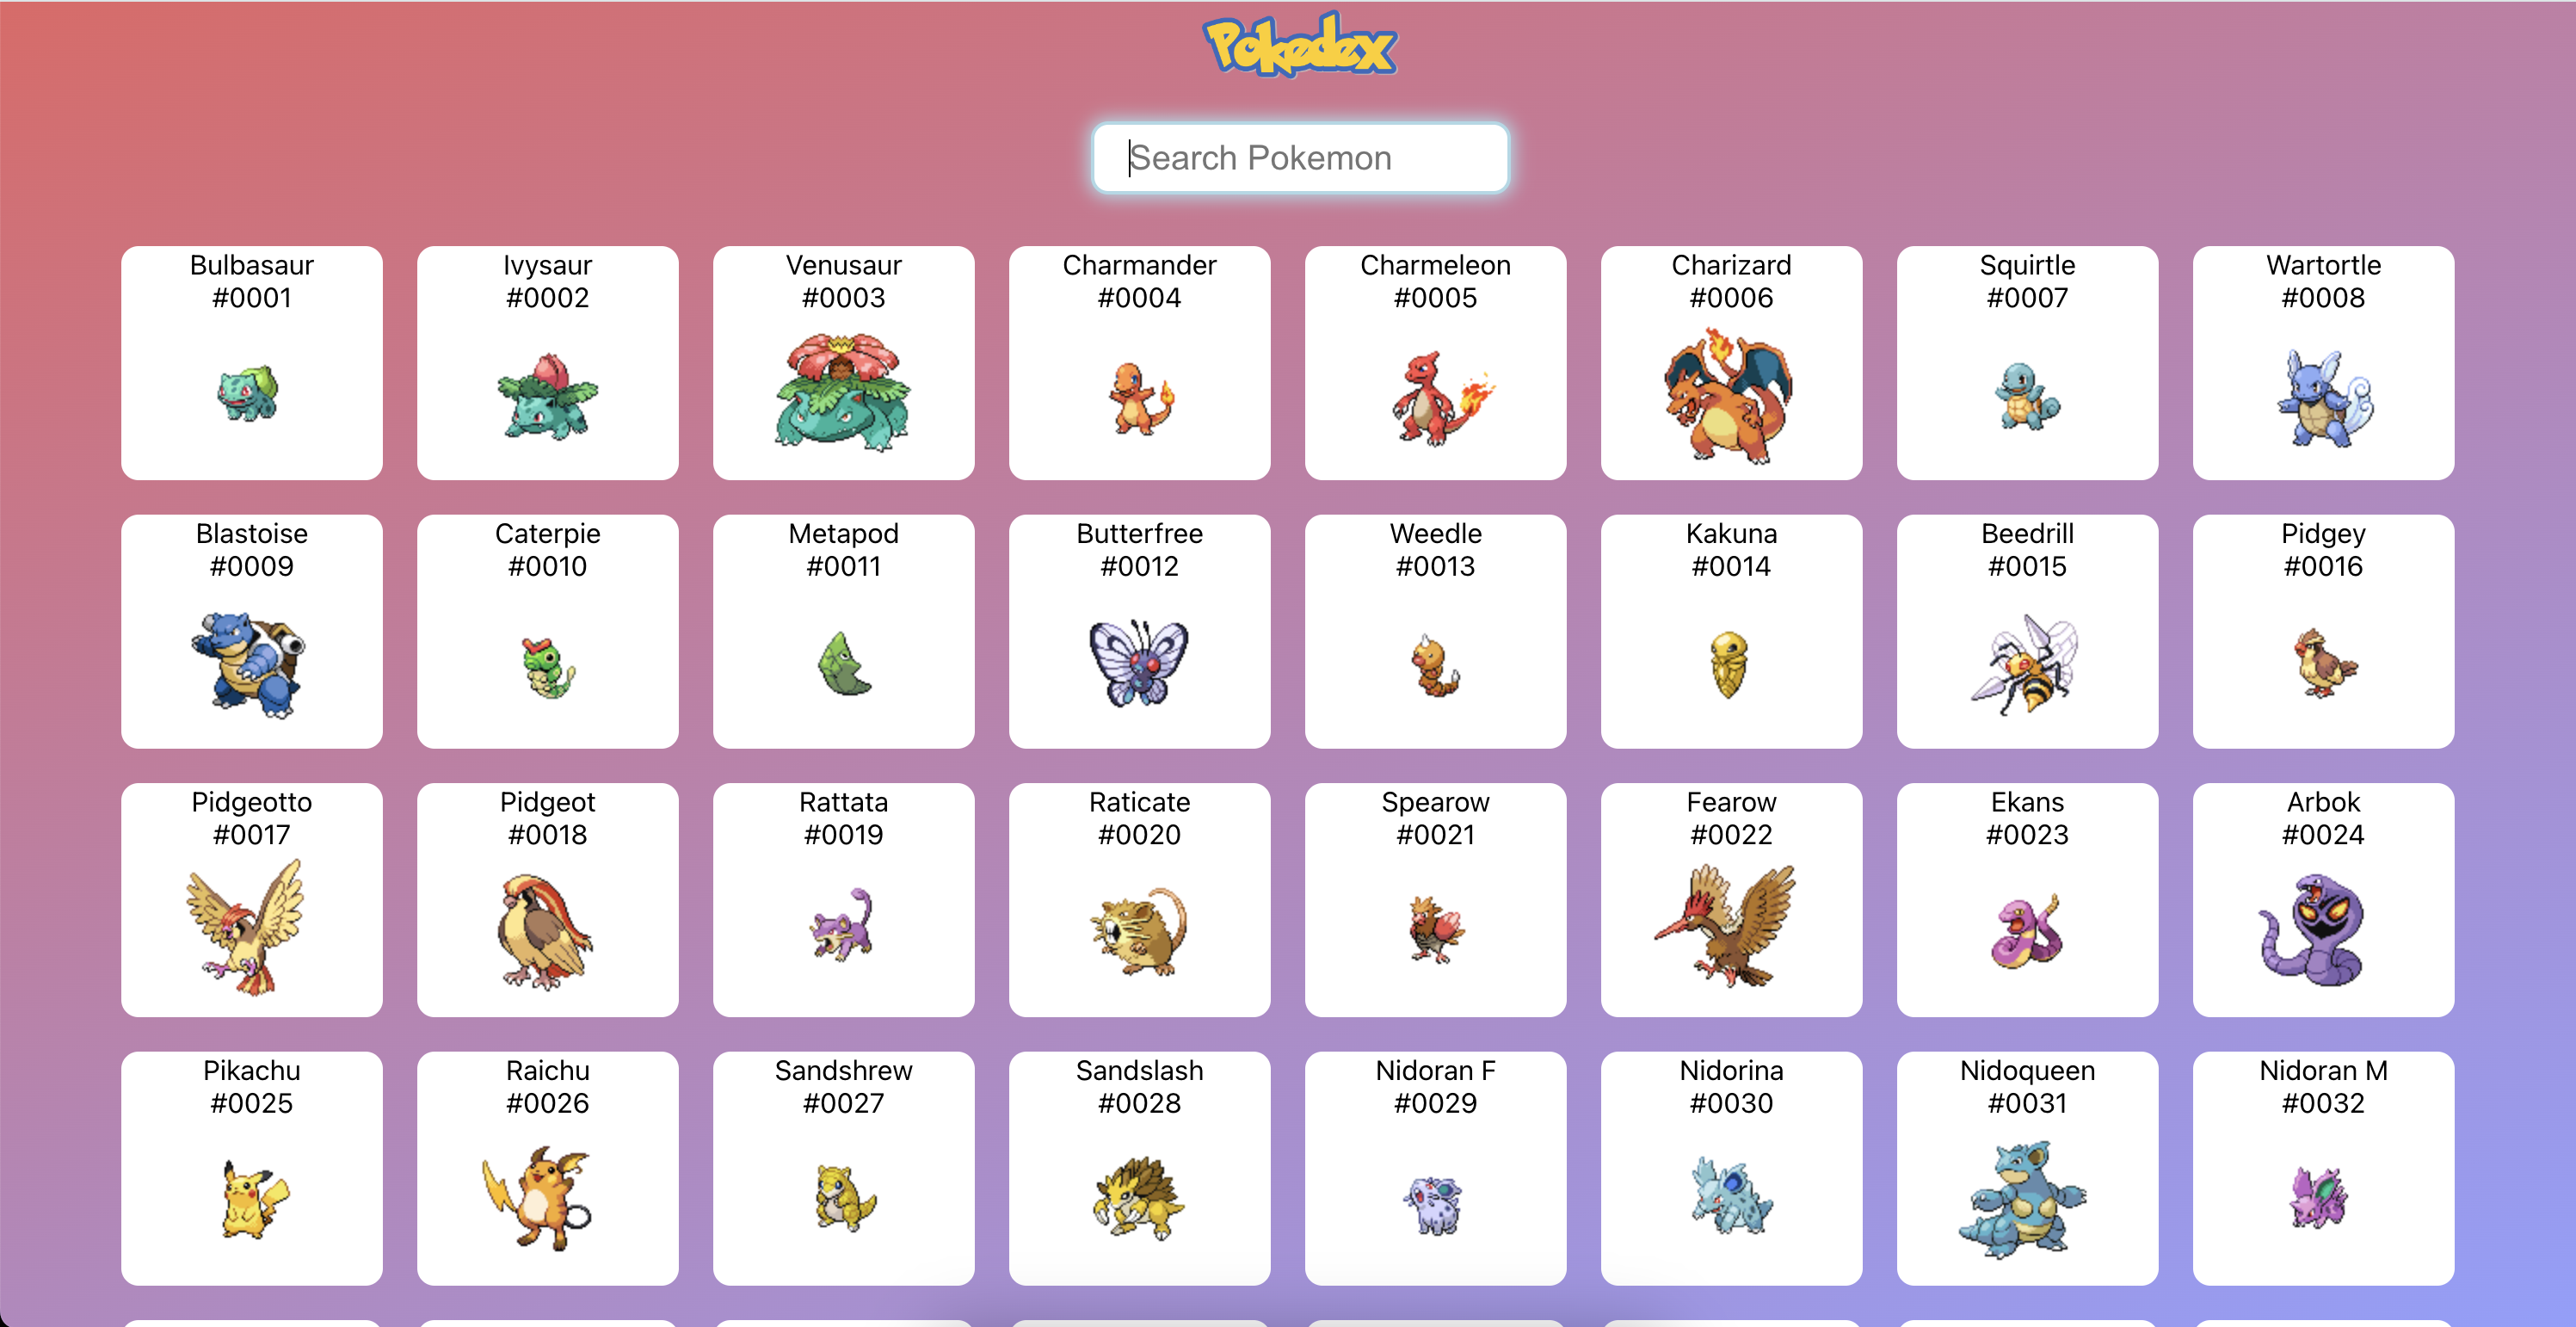 Pokedex
Search Pokemon
Bulbasaur
#0001
Ivysaur
#0002
Venusaur
#0003
Charmander
#0004
Charmeleon
#0005
Charizard
#0006
Squirtle
#0007
Wartortle
#0008
Blastoise
#0009
Caterpie
#0010
Metapod
#0011
Butterfree
#0012
Weedle
#0013
Kakuna
#0014
Beedrill
#0015
Pidgey
#0016
Pidgeotto
#0017
Pidgeot
#0018
Rattata
#0019
Raticate
#0020
Spearow
#0021
Fearow
#0022
Ekans
#0023
Arbok
#0024
Pikachu
#0025
Raichu
#0026
Sandshrew
#0027
Sandslash
#0028
Nidoran F
#0029
Nidorina
#0030
Nidoqueen
#0031
Nidoran M
#0032